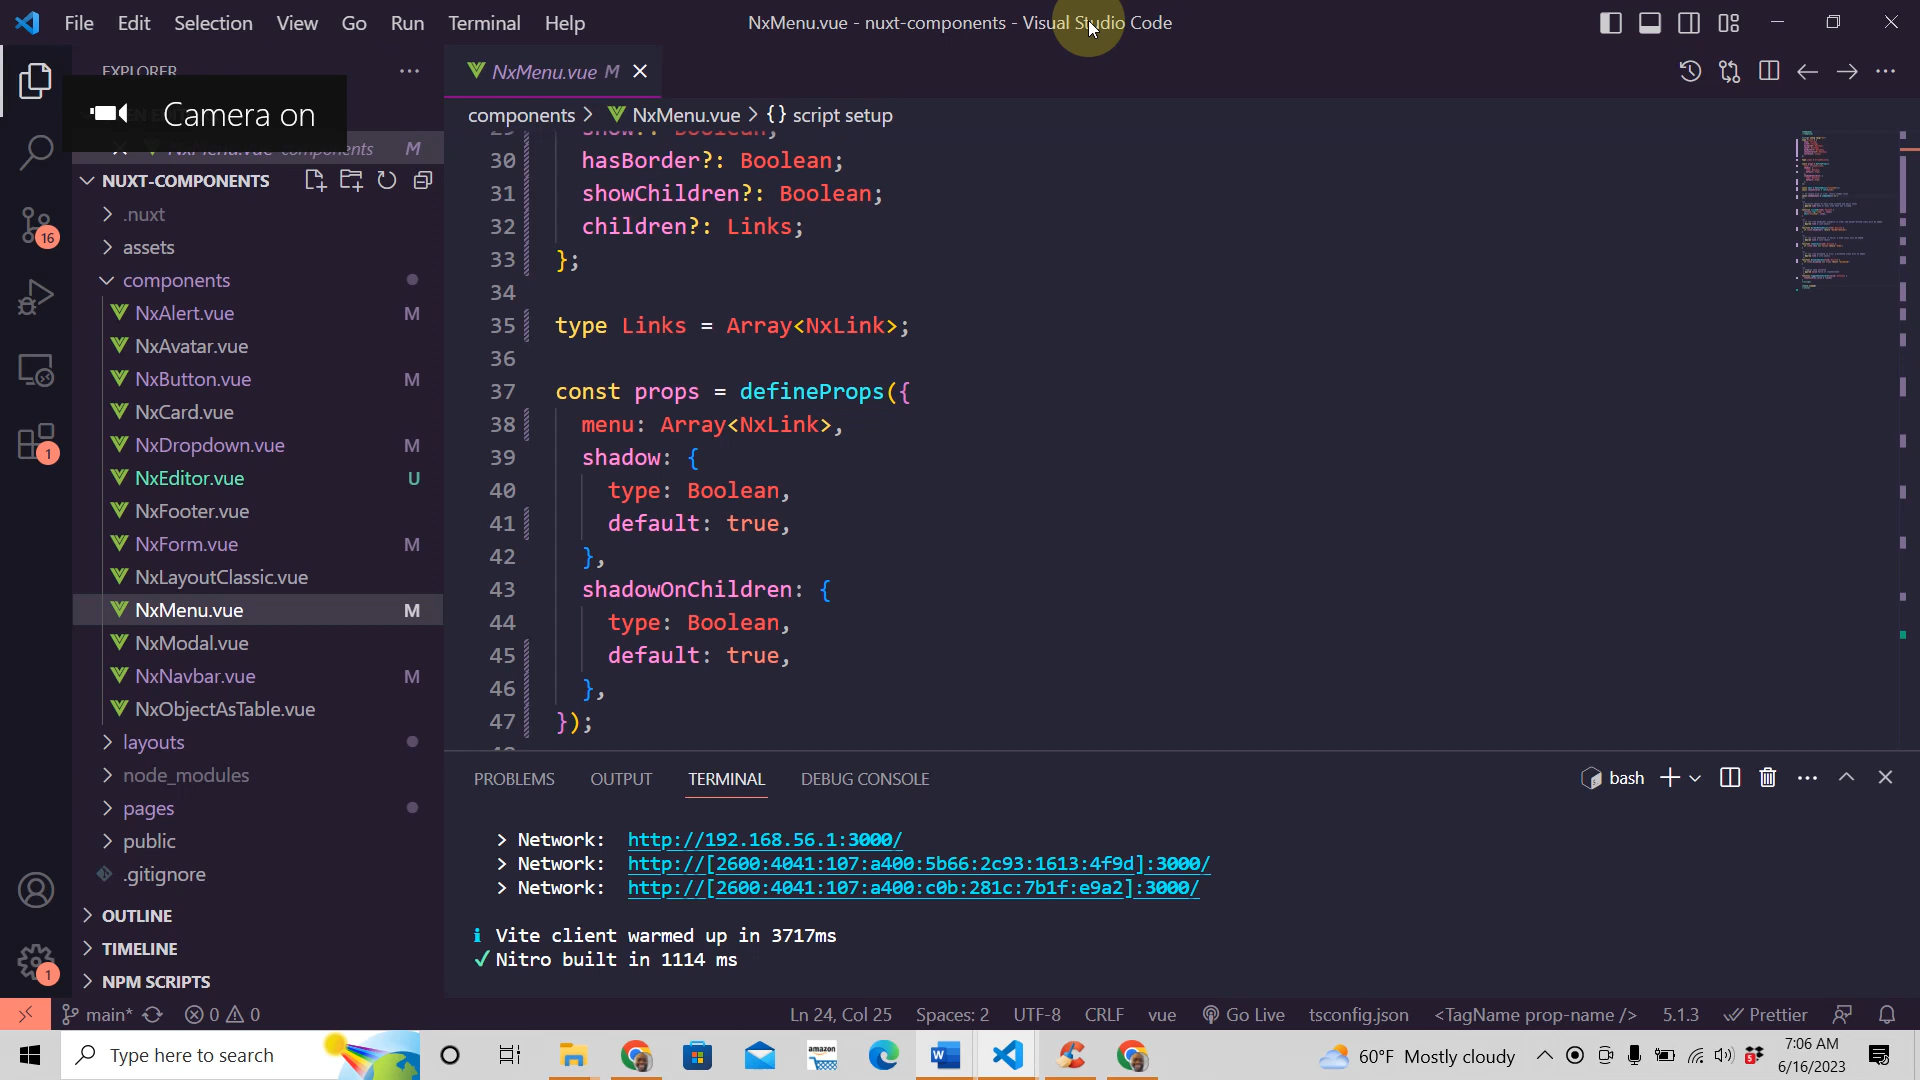 File Edit Selection View Go Run Terminal Help
NxMenu.vue - nuxt-components - Visual Studio Code
EXPLORER
Camera on
NxMenu.vue M
components > NxMenu.vue > {} script setup
NxMenu.vue components M
NUXT-COMPONENTS
.nuxt
assets
components
NxAlert.vue M
NxAvatar.vue
NxButton.vue M
NxCard.vue
NxDropdown.vue M
NxEditor.vue U
NxFooter.vue
NxForm.vue M
NxLayoutClassic.vue
NxMenu.vue M
NxModal.vue
NxNavbar.vue M
NxObjectAsTable.vue
layouts
node_modules
pages
public
.gitignore
OUTLINE
TIMELINE
NPM SCRIPTS
16
1
1
29 show?: Boolean;
30 hasBorder?: Boolean;
31 showChildren?: Boolean;
32 children?: Links;
33 };
34
35 type Links = Array<NxLink>;
36
37 const props = defineProps({
38 menu: Array<NxLink>,
39 shadow: {
40 type: Boolean,
41 default: true,
42 },
43 shadowOnChildren: {
44 type: Boolean,
45 default: true,
46 },
47 });
PROBLEMS OUTPUT TERMINAL DEBUG CONSOLE
bash
> Network: http://192.168.56.1:3000/
> Network: http://[2600:4041:107:a400:5b66:2c93:1613:4f9d]:3000/
> Network: http://[2600:4041:107:a400:c0b:281c:7b1f:e9a2]:3000/
i Vite client warmed up in 3717ms
✓ Nitro built in 1114 ms
main* 0 0 Ln 24, Col 25 Spaces: 2 UTF-8 CRLF vue Go Live tsconfig.json <TagName prop-name /> 5.1.3 Prettier
Type here to search
amazon
60°F Mostly cloudy
7:06 AM
6/16/2023